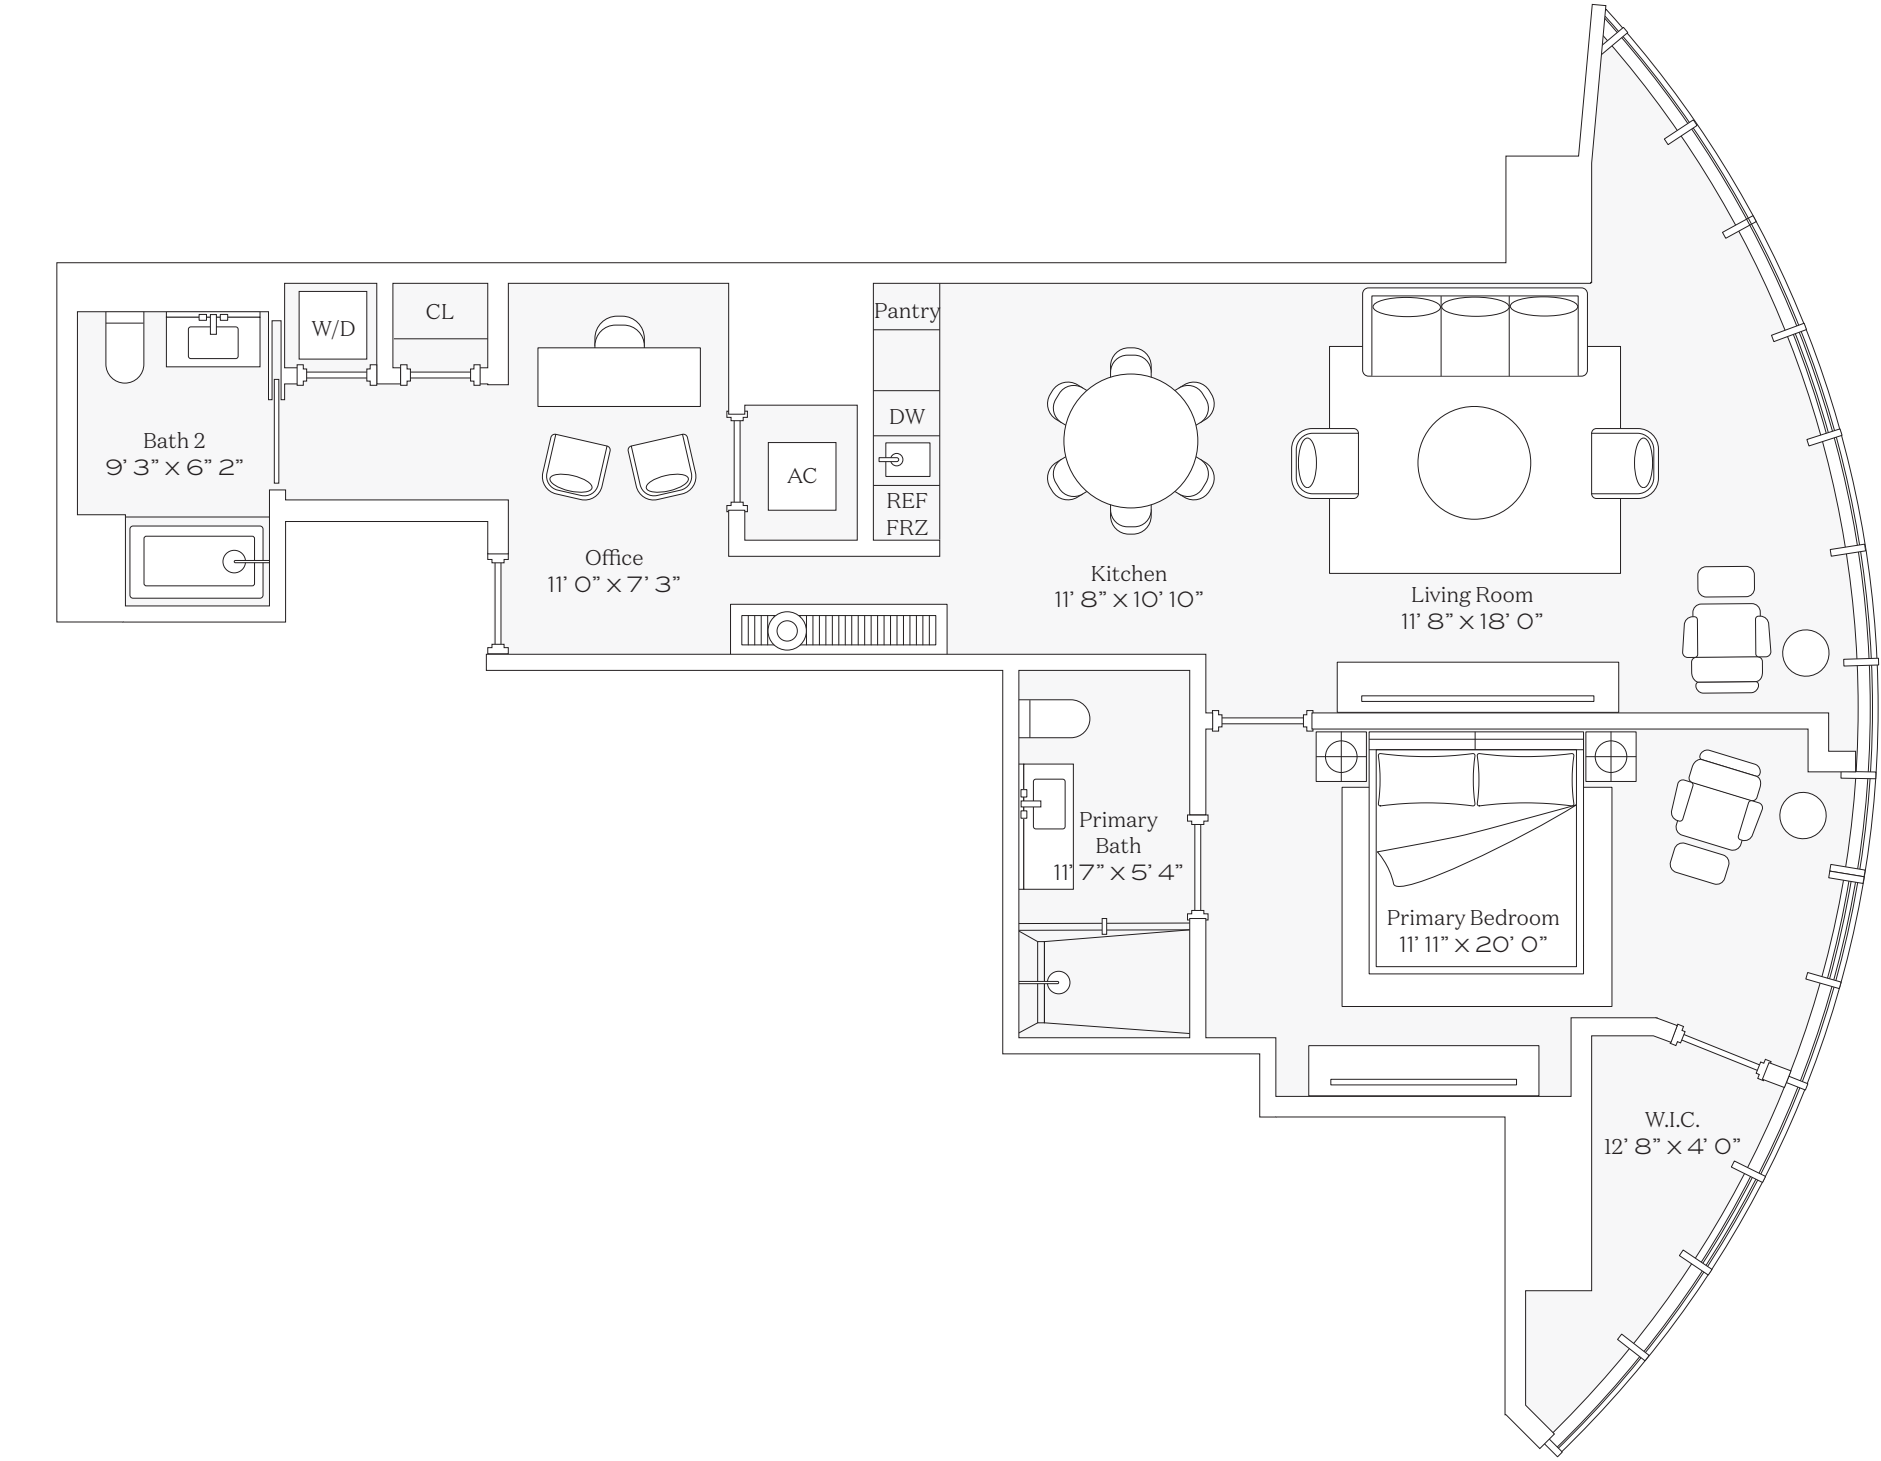 Bath 2
9’ 3” X 6” 2”
W/D
CL
Office
11’ 0” X 7’ 3”
AC
Pantry
DW
REF
FRZ
Kitchen
11’ 8” X 10’ 10”
Living Room
11’ 8” X 18’ 0”
Primary
Bath
11’ 7” X 5’ 4”
Primary Bedroom
11’ 11” X 20’ 0”
W.I.C.
12’ 8” X 4’ 0”